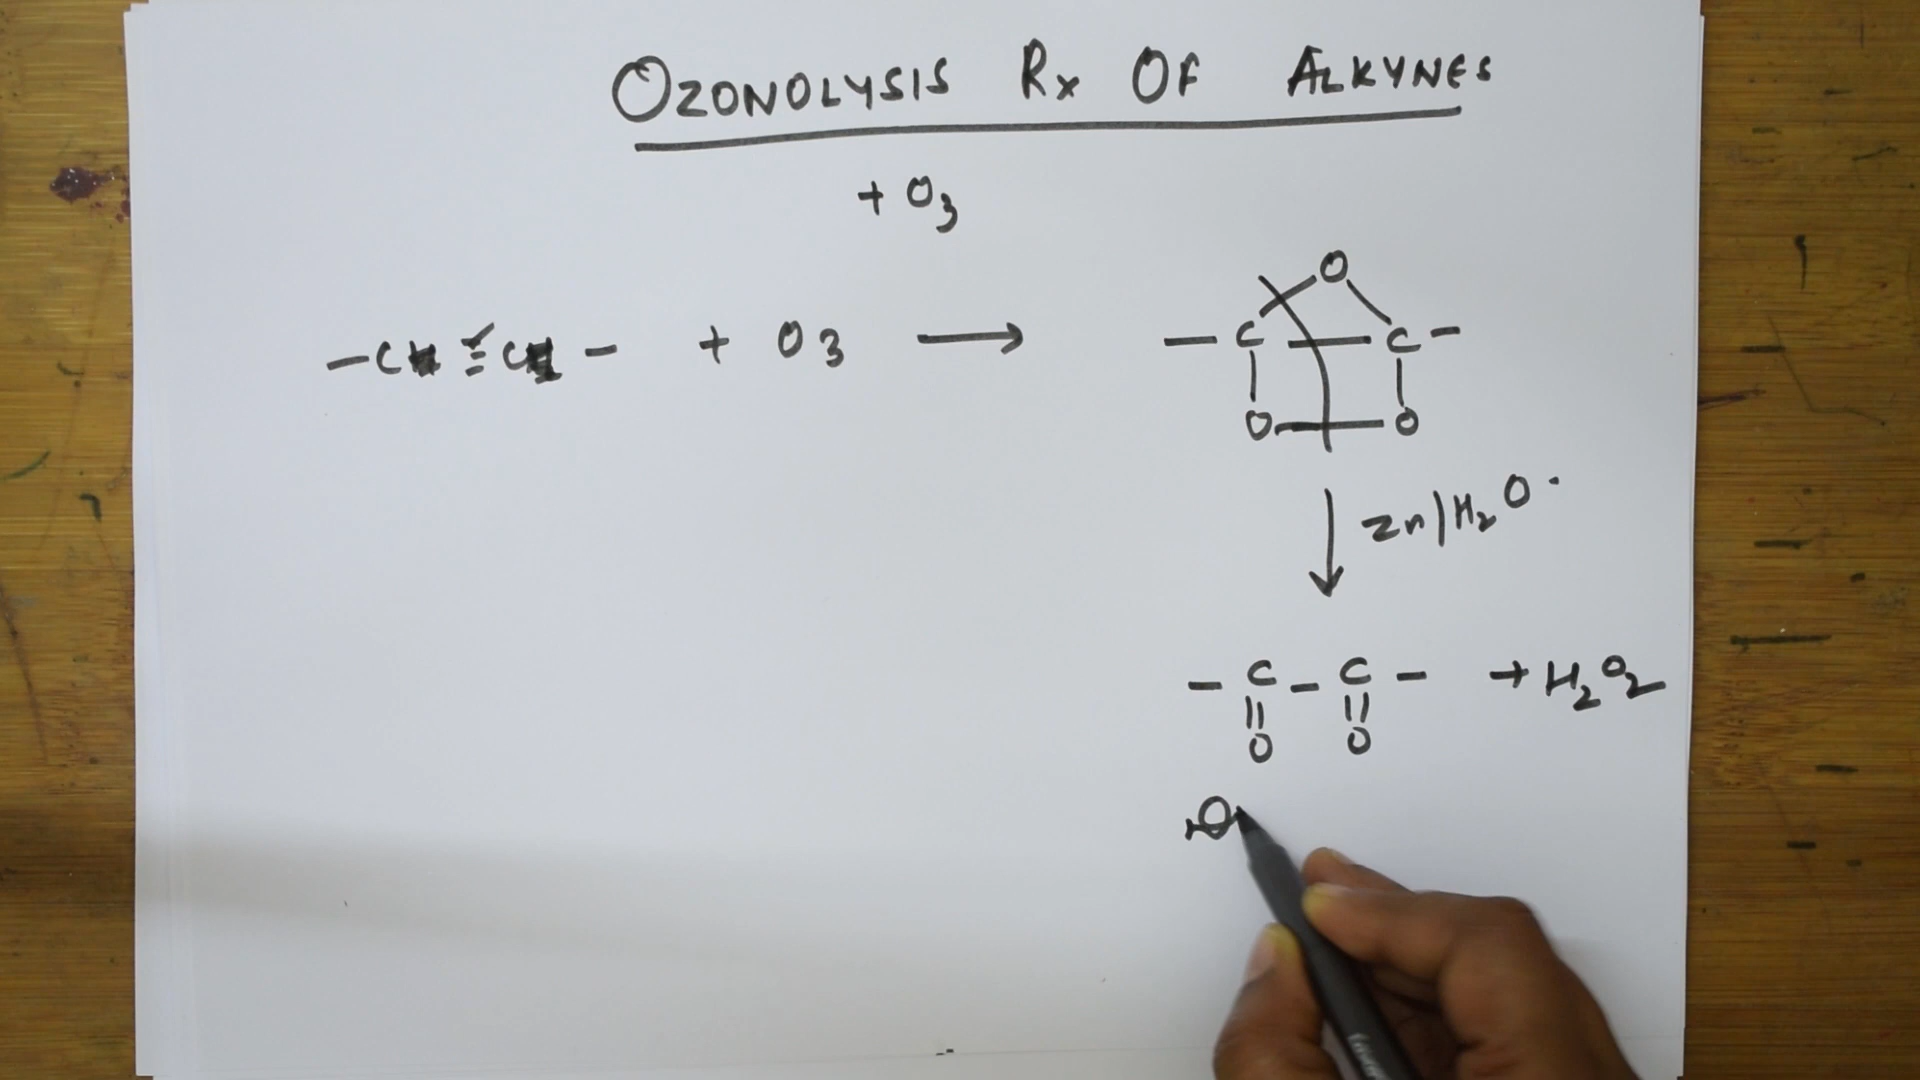 OZONOLYSIS Rx OF ALKYNES
+ O3
O
–C ≡ C– + O3 → –C–C–
O–O
↓ Zn|H2O.
–C–C– + H2O2
|| ||
O O